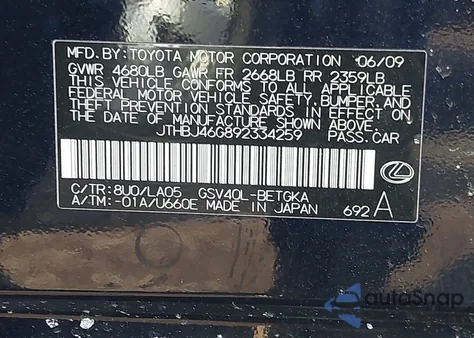 MFD.BY:TOYOTA MOTOR CORPORATION 06/09
GVWR 4680LB GAWR FR 2668LB RR 2359LB
THIS VEHICLE CONFORMS TO ALL APPLICABLE
FEDERAL MOTOR VEHICLE SAFETY, BUMPER, AND
THEFT PREVENTION STANDARDS IN EFFECT ON
THE DATE OF MANUFACTURE SHOWN ABOVE.
JTHBJ46G892334259 PASS.CAR
C/TR:8U0/LA05 GSV40L-BETGKA
A/TM:-01A/U660E MADE IN JAPAN 692 A
autoSnap